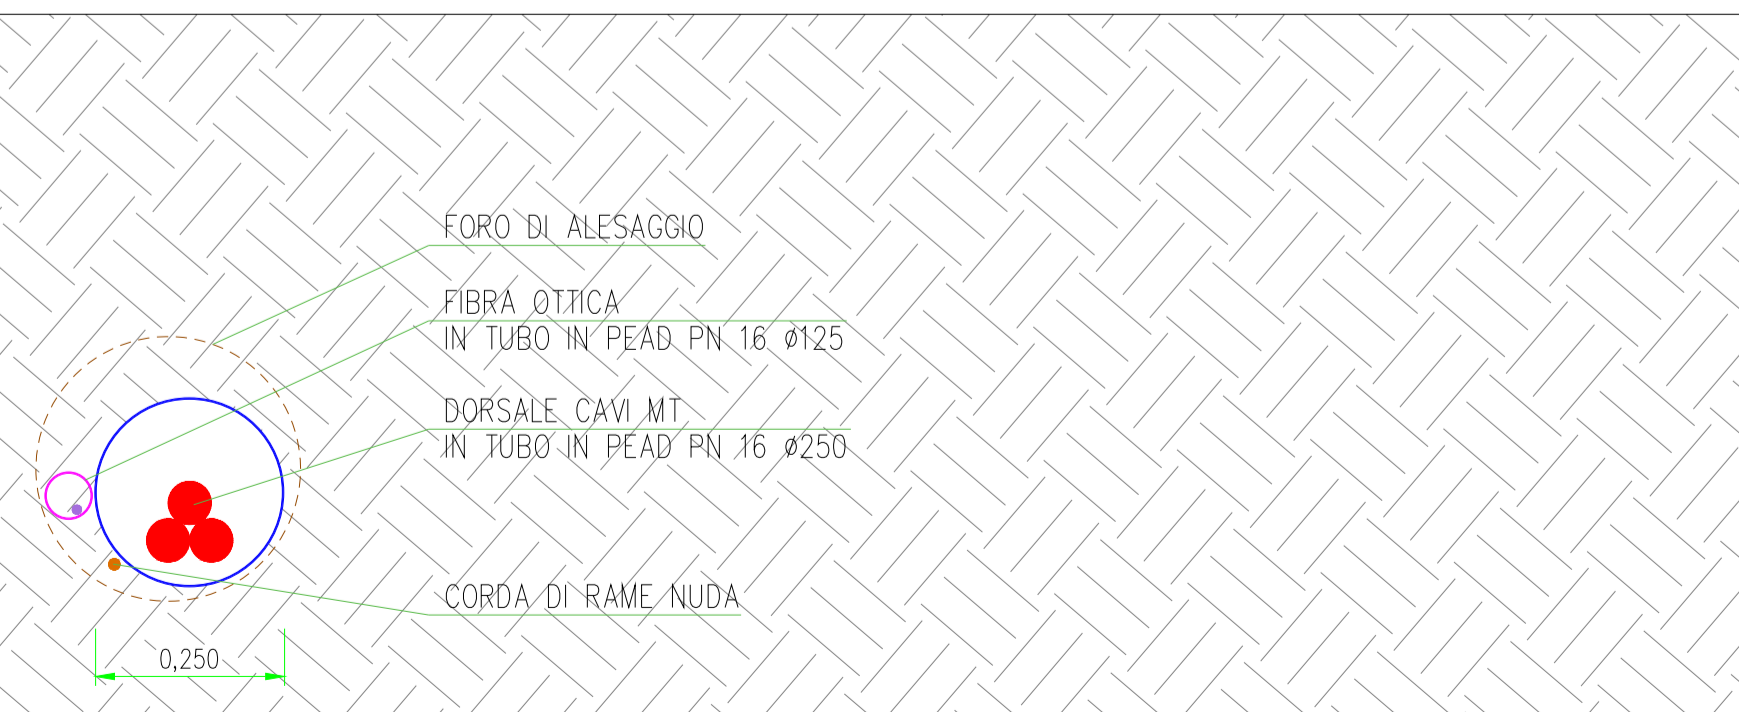 FORO DI ALESAGGIO
FIBRA OTTICA
IN TUBO IN PEAD PN 16 ø125
DORSALE CAVI MT
IN TUBO IN PEAD PN 16 ø250
CORDA DI RAME NUDA
0,250